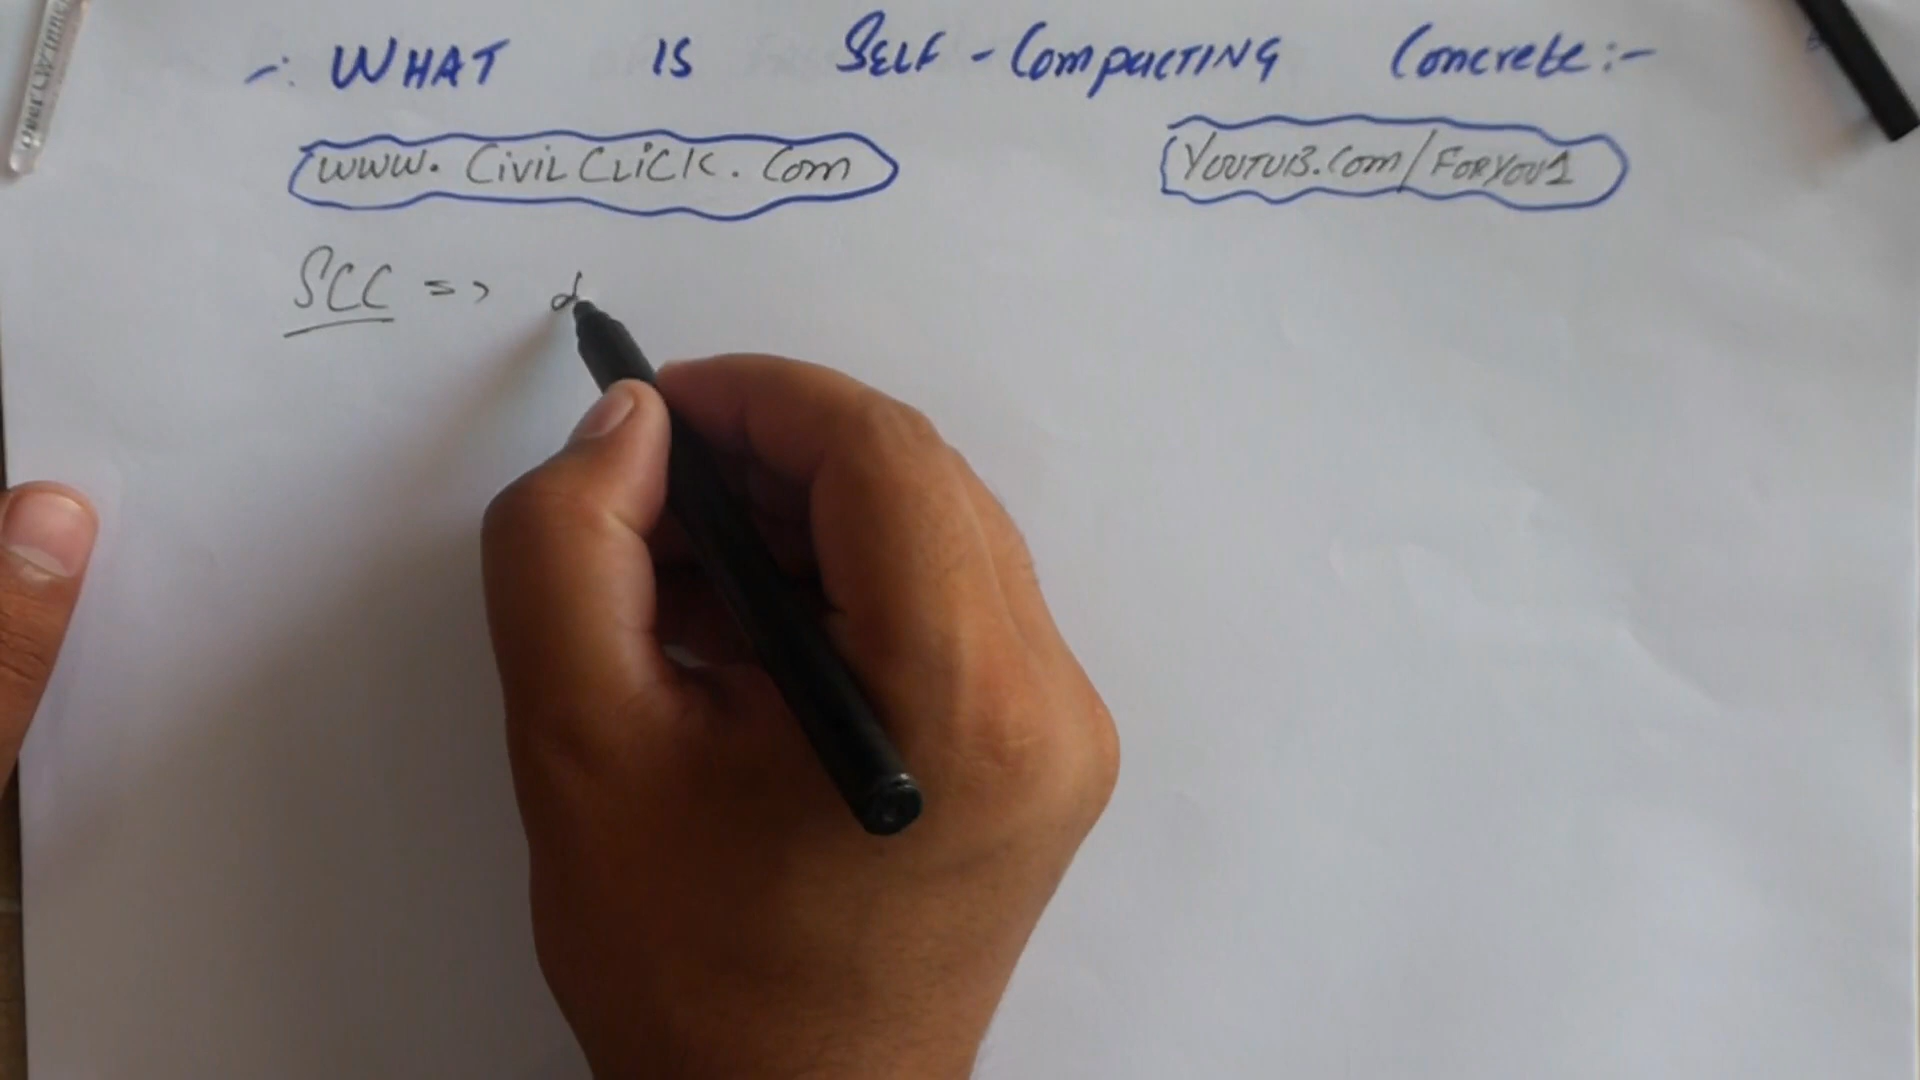 -: WHAT IS SELF-COMPACTING Concrete:-
www. CiviLCLiCK. Com
YOUTUB.Com/FORYOU1
SCC => d